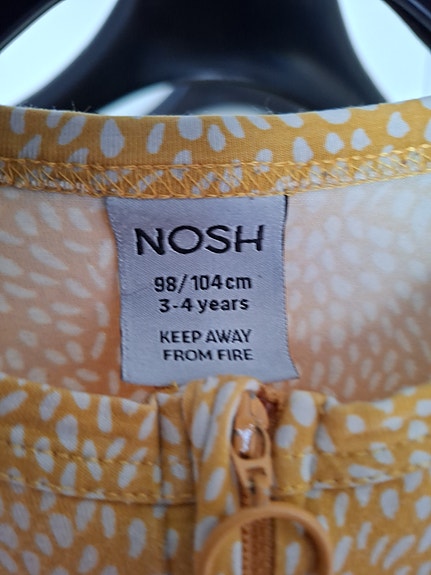 NOSH
98/104cm
3-4 years
KEEP AWAY
FROM FIRE